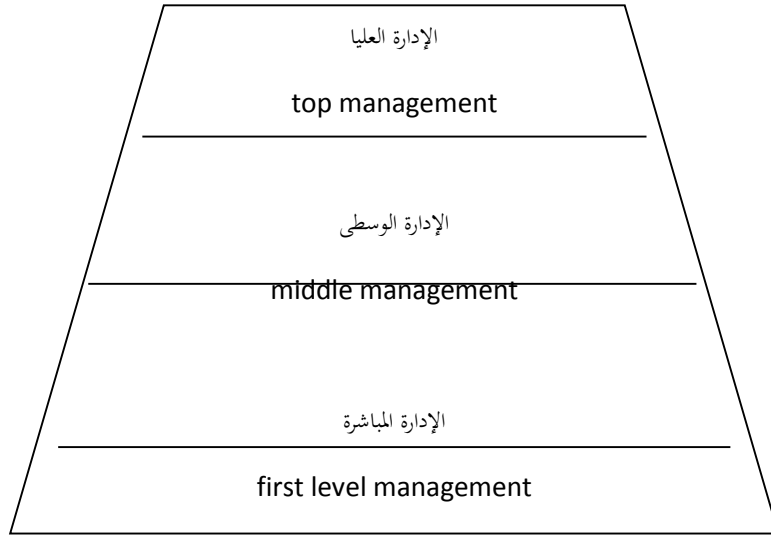 الإدارة العليا
top management
الإدارة الوسطى
middle management
الإدارة المباشرة
first level management